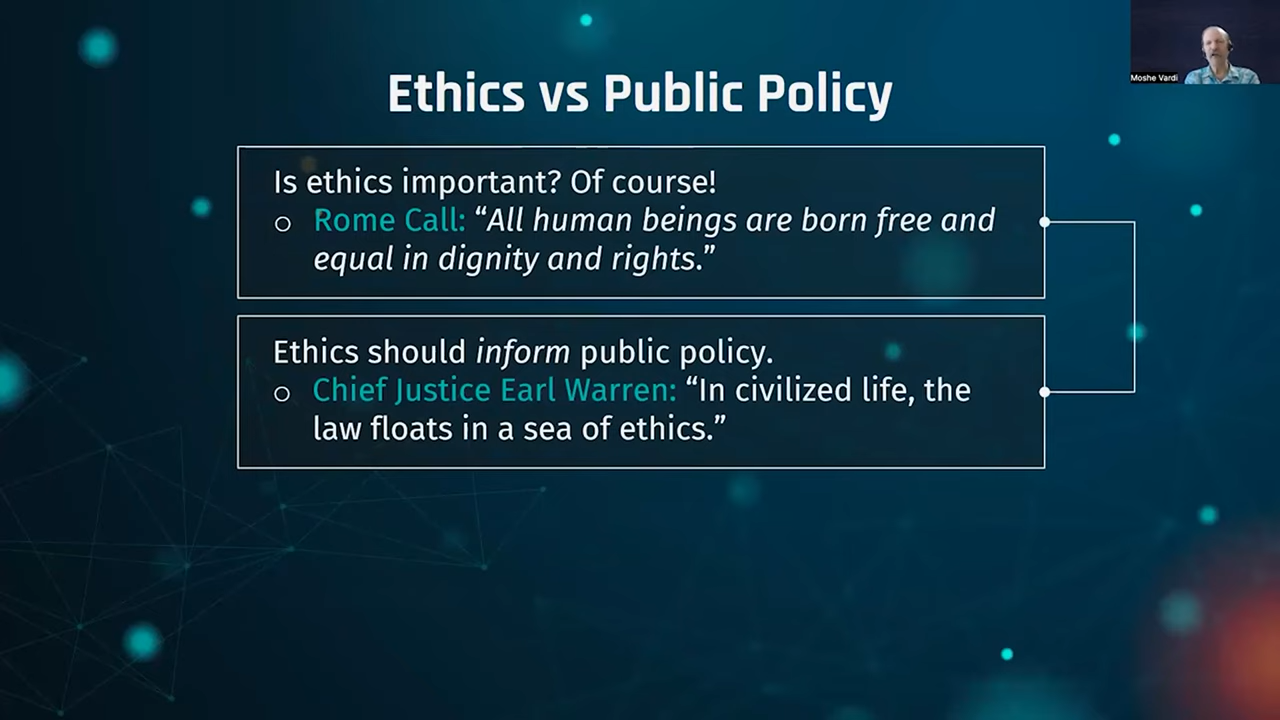 Moshe Vardi
Ethics vs Public Policy
Is ethics important? Of course!
o Rome Call: “All human beings are born free and
equal in dignity and rights.”
Ethics should inform public policy.
o Chief Justice Earl Warren: “In civilized life, the
law floats in a sea of ethics.”